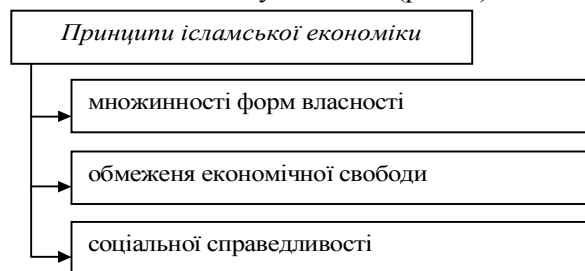 Принципи ісламської економіки
множинності форм власності
обмеженя економічної свободи
соціальної справедливості